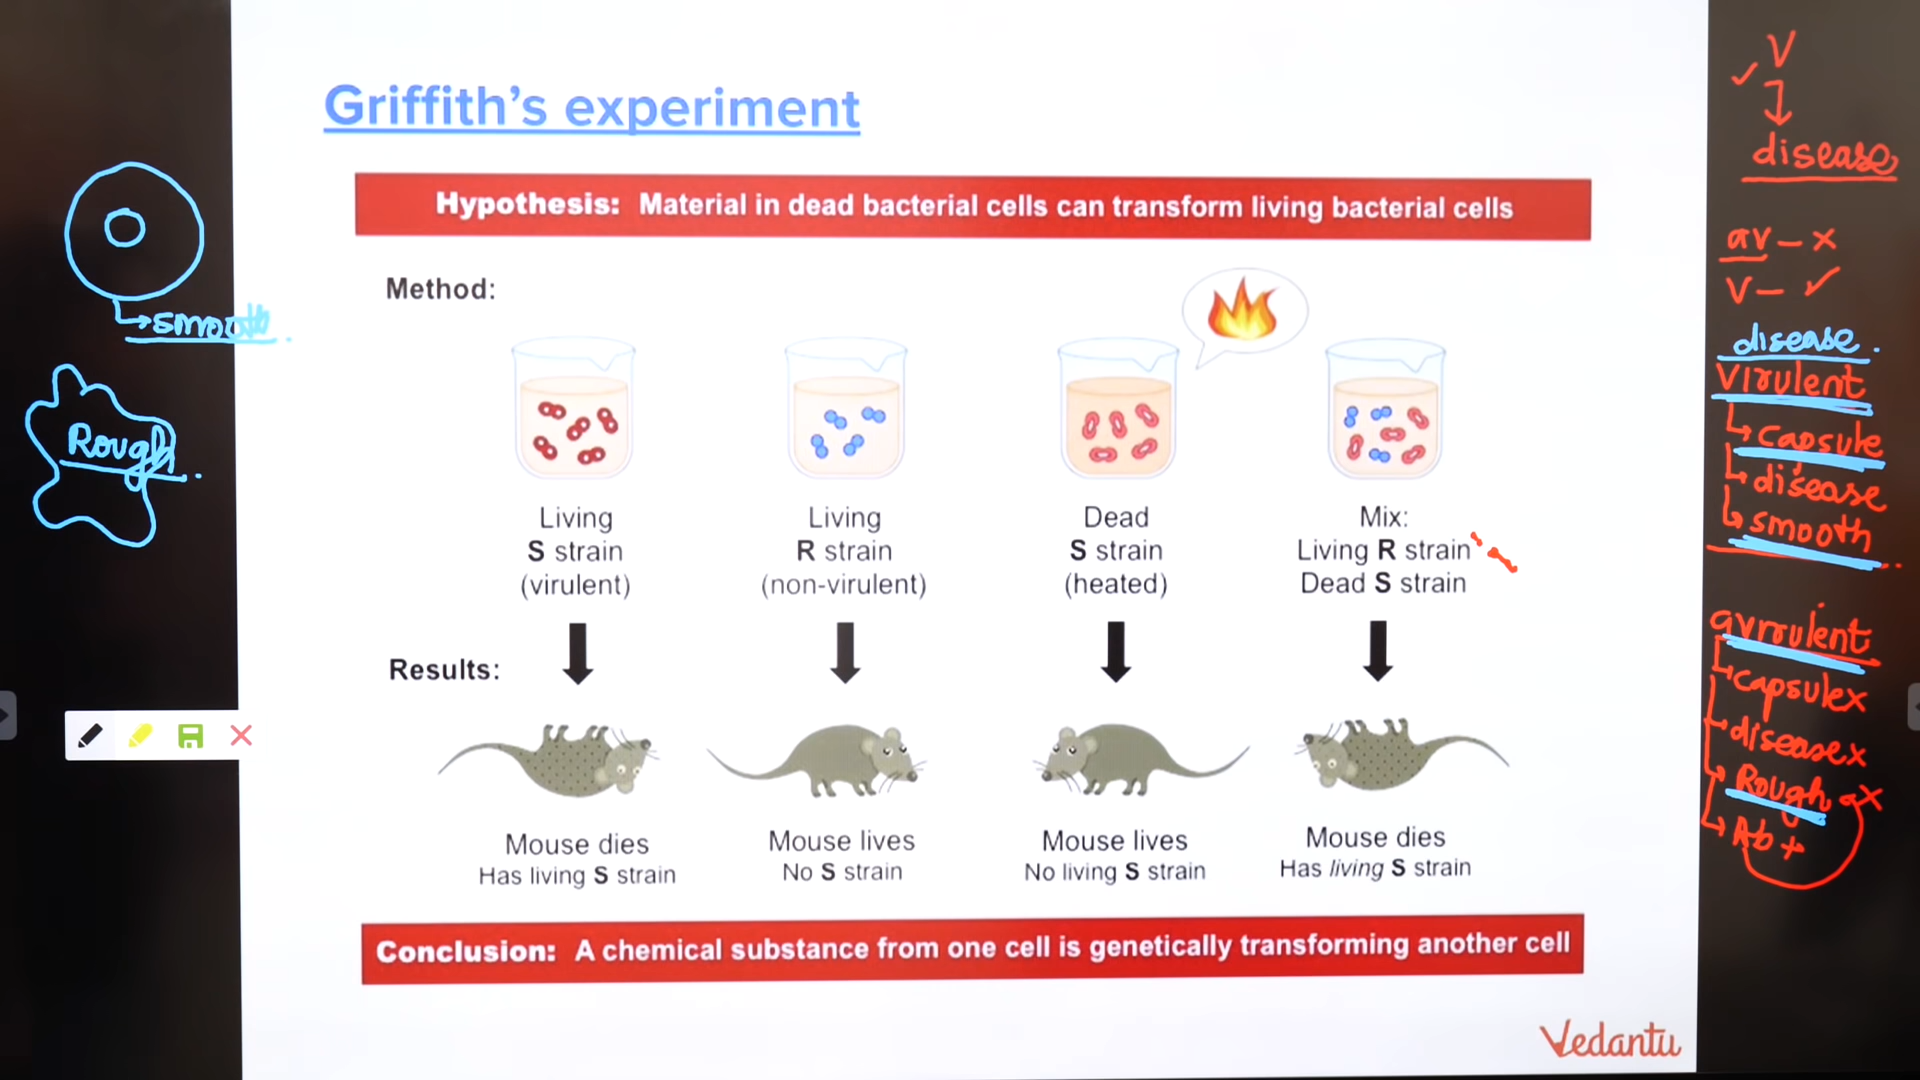 Griffith's experiment
Hypothesis: Material in dead bacterial cells can transform living bacterial cells
Method:
Living
S strain
(virulent)
Living
R strain
(non-virulent)
Dead
S strain
(heated)
Mix:
Living R strain
Dead S strain
Results:
Mouse dies
Has living S strain
Mouse lives
No S strain
Mouse lives
No living S strain
Mouse dies
Has living S strain
Conclusion: A chemical substance from one cell is genetically transforming another cell
Vedantu
smooth
Rough
V
disease
av – x
V – ✓
disease.
Virulent
capsule
disease
smooth
avrulent
capsule x
disease x
Rough x
Ab +